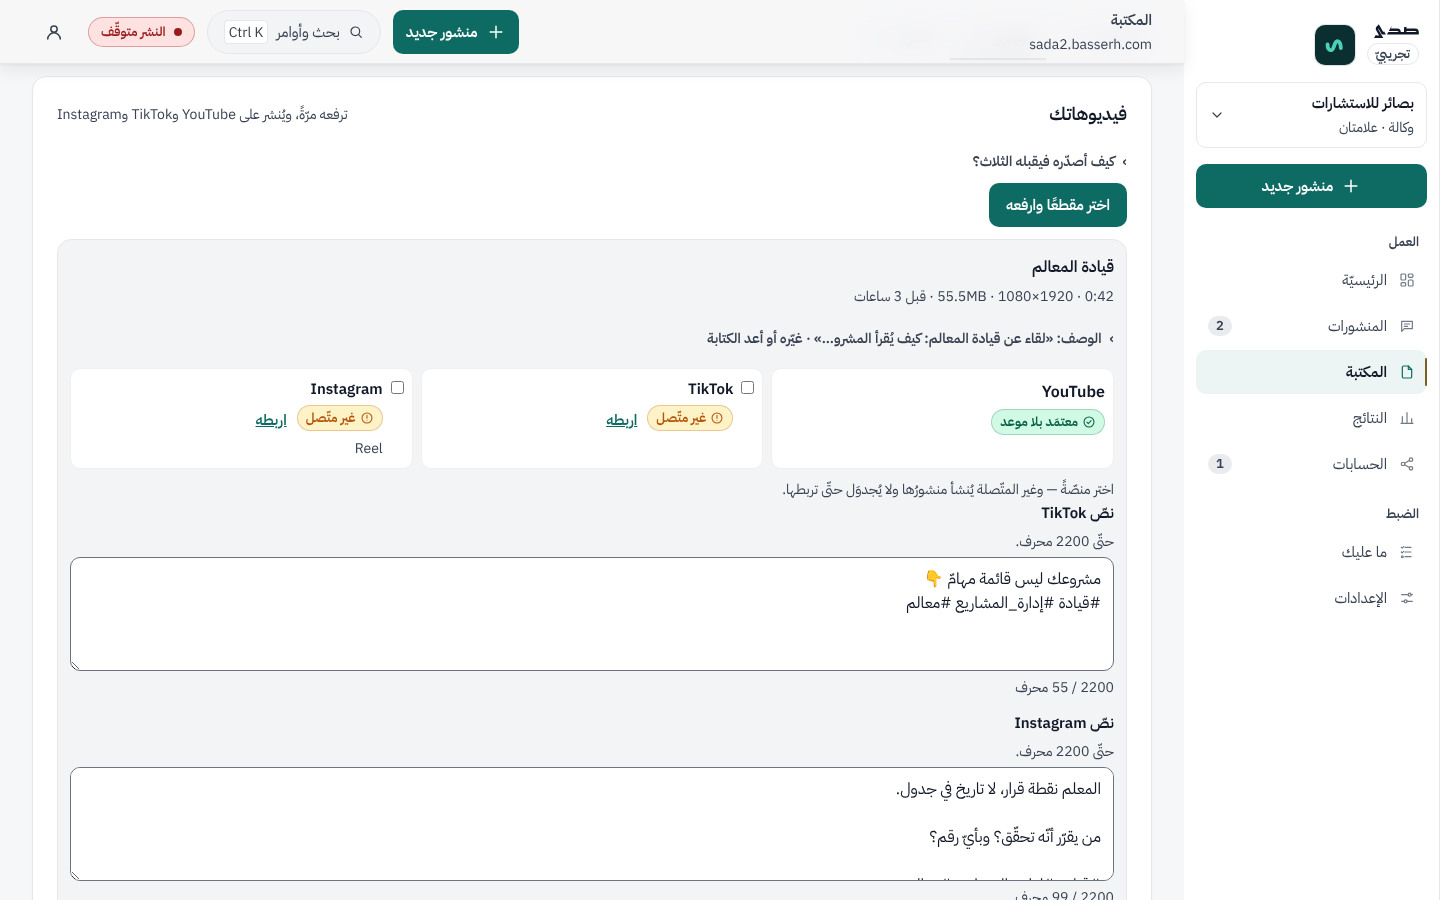 صدى
تجريبيّ
بصائر للاستشارات
وكالة · علامتان
منشور جديد
العمل
الرئيسيّة
المنشورات
2
المكتبة
النتائج
الحسابات
1
الضبط
ما عليك
الإعدادات
المكتبة
sada2.basserh.com
منشور جديد
بحث وأوامر Ctrl K
النشر متوقّف
فيديوهاتك
ترفعه مرّةً، ويُنشر على YouTube وTikTok وInstagram
› كيف أصدّره فيقبله الثلاث؟
اختر مقطعًا وارفعه
قيادة المعالم
0:42 · 1080×1920 · 55.5MB · قبل 3 ساعات
› الوصف: «لقاء عن قيادة المعالم: كيف يُقرأ المشرو...» · غيّره أو أعد الكتابة
YouTube
معتمَد بلا موعد
TikTok
غير متّصل
اربطه
Instagram
غير متّصل
اربطه
Reel
اختر منصّةً — وغير المتّصلة يُنشأ منشورُها ولا يُجدوَل حتّى تربطها.
نصّ TikTok
حتّى 2200 محرف.
مشروعك ليس قائمة مهامّ 👇
#قيادة #إدارة_المشاريع #معالم
55 / 2200 محرف
نصّ Instagram
حتّى 2200 محرف.
المعلم نقطة قرار، لا تاريخ في جدول.
من يقرّر أنّه تحقّق؟ وبأيّ رقم؟
99 / 2200 محرف